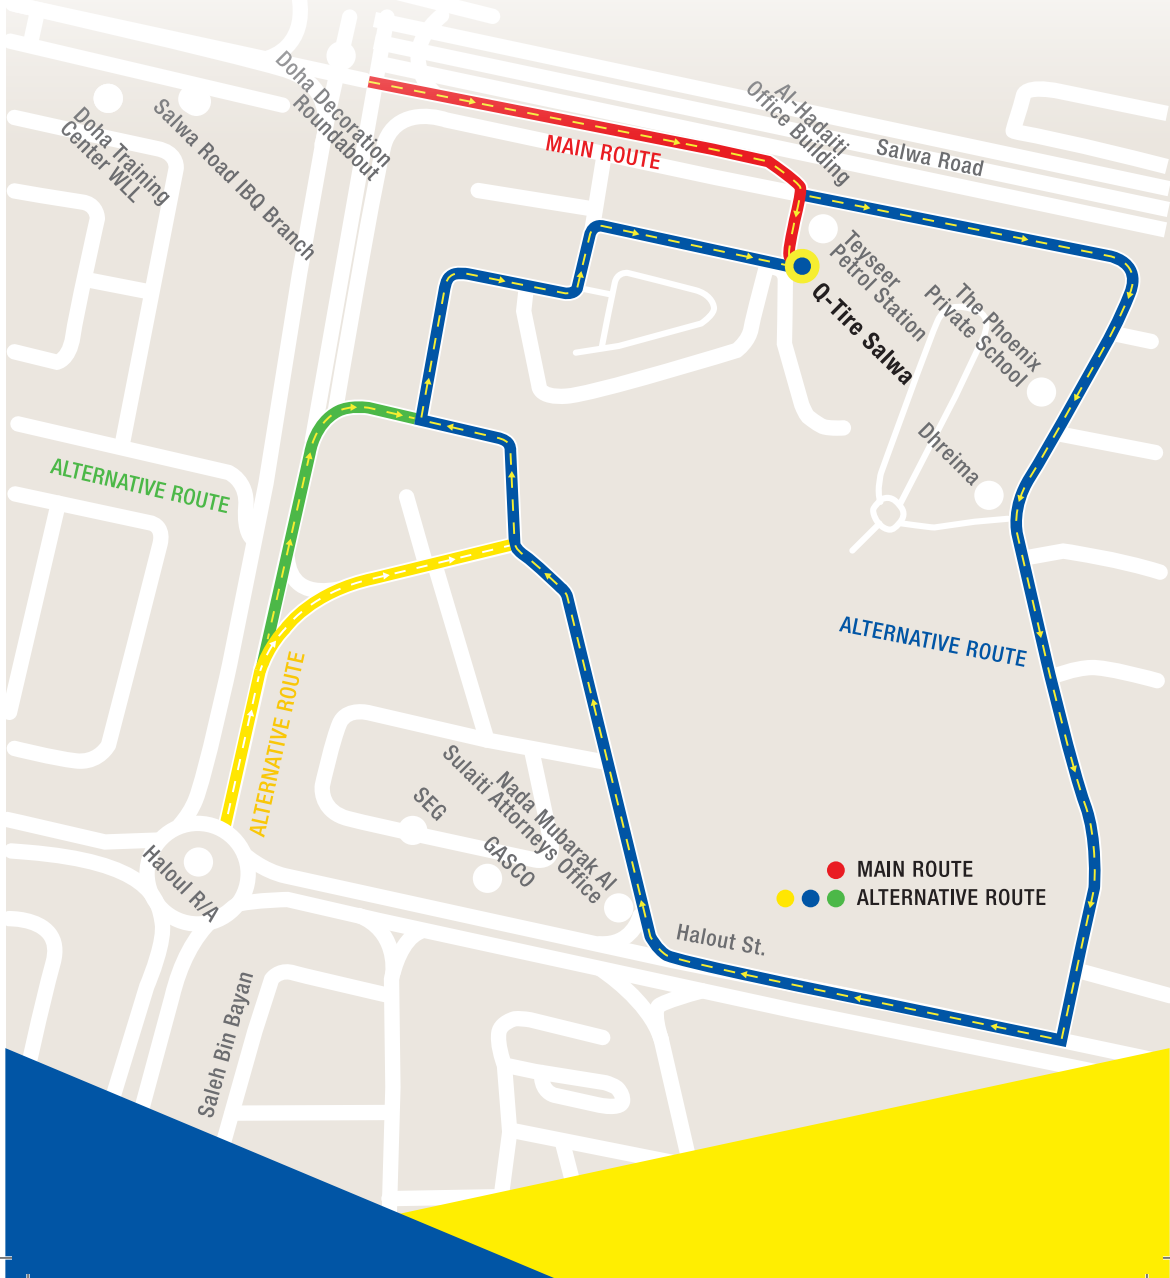 Doha Decoration
Roundabout
Al-Hadaiti
Office Building
Salwa Road
MAIN ROUTE
Doha Training
Center WLL
Salwa Road IBQ Branch
Teyseer
Petrol Station
The Phoenix
Private School
Q-Tire Salwa
Dhreima
ALTERNATIVE ROUTE
ALTERNATIVE ROUTE
ALTERNATIVE ROUTE
Nada Mubarak Al
Sulaiti Attorneys Office
SEG
GASCO
Haloul R/A
MAIN ROUTE
ALTERNATIVE ROUTE
Halout St.
Saleh Bin Bayan